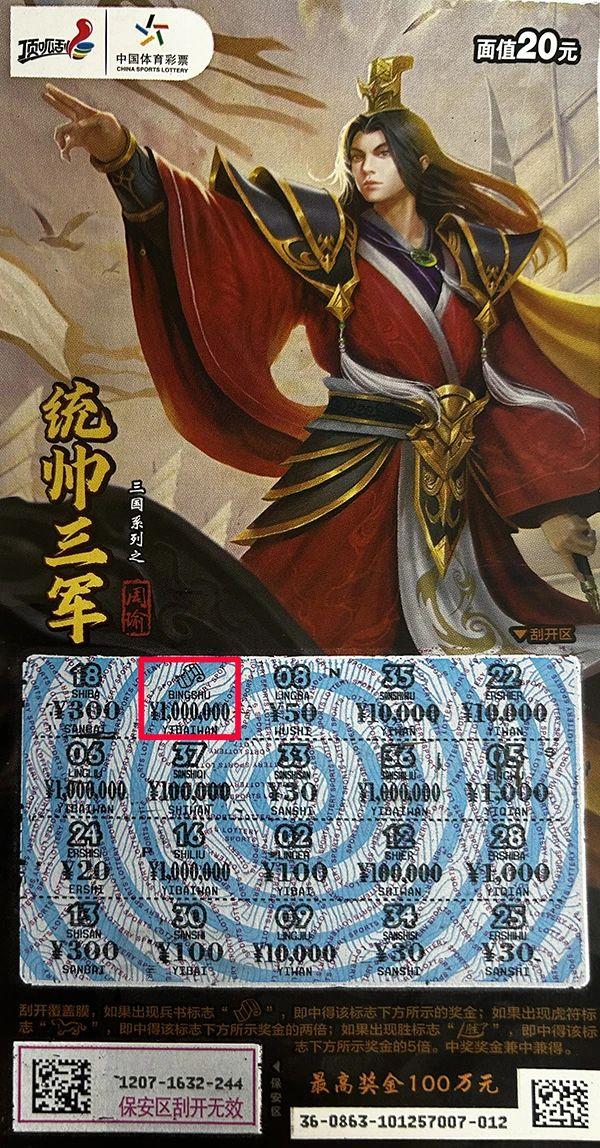 顶呱刮
中国体育彩票
CHINA SPORTS LOTTERY
面值20元
统帅三军
三国系列之
周瑜
▼刮开区
18 BINGSHU 08 35 22
SHIBA LINGBA SANSHIWU ERSHIER
¥300 ¥1,000,000 ¥50 ¥10,000 ¥10,000
SANBAI YIBAIWAN WUSHI YIWAN YIWAN
06 37 33 36 05
LINGLIU SANSHIQI SANSHISAN SANSHILIU LINGWU
¥1,000,000 ¥100,000 ¥30 ¥1,000,000 ¥1,000
YIBAIWAN SHIWAN SANSHI YIBAIWAN YIQIAN
24 16 02 12 28
ERSHISI SHILIU LINGER SHIER ERSHIBA
¥20 ¥1,000,000 ¥100 ¥100,000 ¥1,000
ERSHI YIBAIWAN YIBAI SHIWAN YIQIAN
13 30 09 34 25
SHISAN SANSHI LINGJIU SANSHISI ERSHIWU
¥300 ¥100 ¥10,000 ¥30 ¥30
SANBAI YIBAI YIWAN SANSHI SANSHI
刮开覆盖膜，如果出现兵书标志“ ”，即中得该标志下方所示的奖金；如果出现虎符标
志“ ”，即中得该标志下方所示奖金的两倍；如果出现胜标志“胜”，即中得该标
志下方所示奖金的5倍。中奖奖金兼中兼得。
1207-1632-244
保安区刮开无效
保安区
最高奖金100万元
36-0863-101257007-012